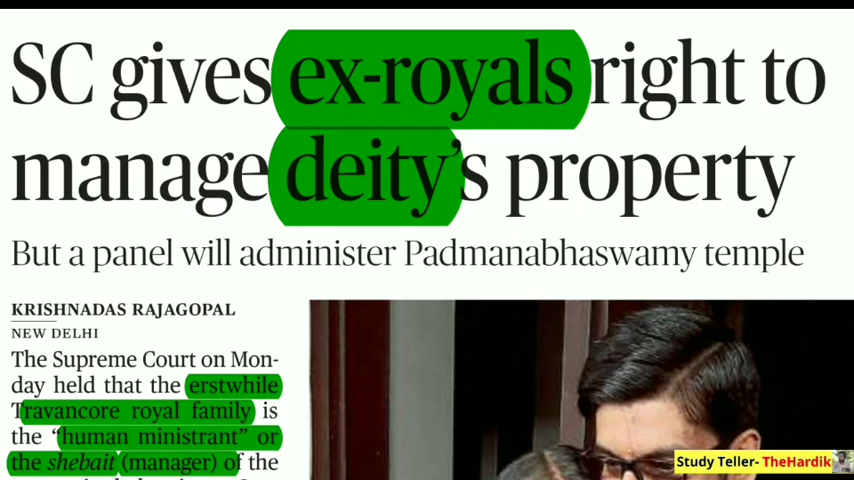 SC gives ex-royals right to
manage deity's property
But a panel will administer Padmanabhaswamy temple
KRISHNADAS RAJAGOPAL
NEW DELHI
The Supreme Court on Mon-
day held that the erstwhile
Travancore royal family is
the “human ministrant” or
the shebait (manager) of the
Study Teller- TheHardik